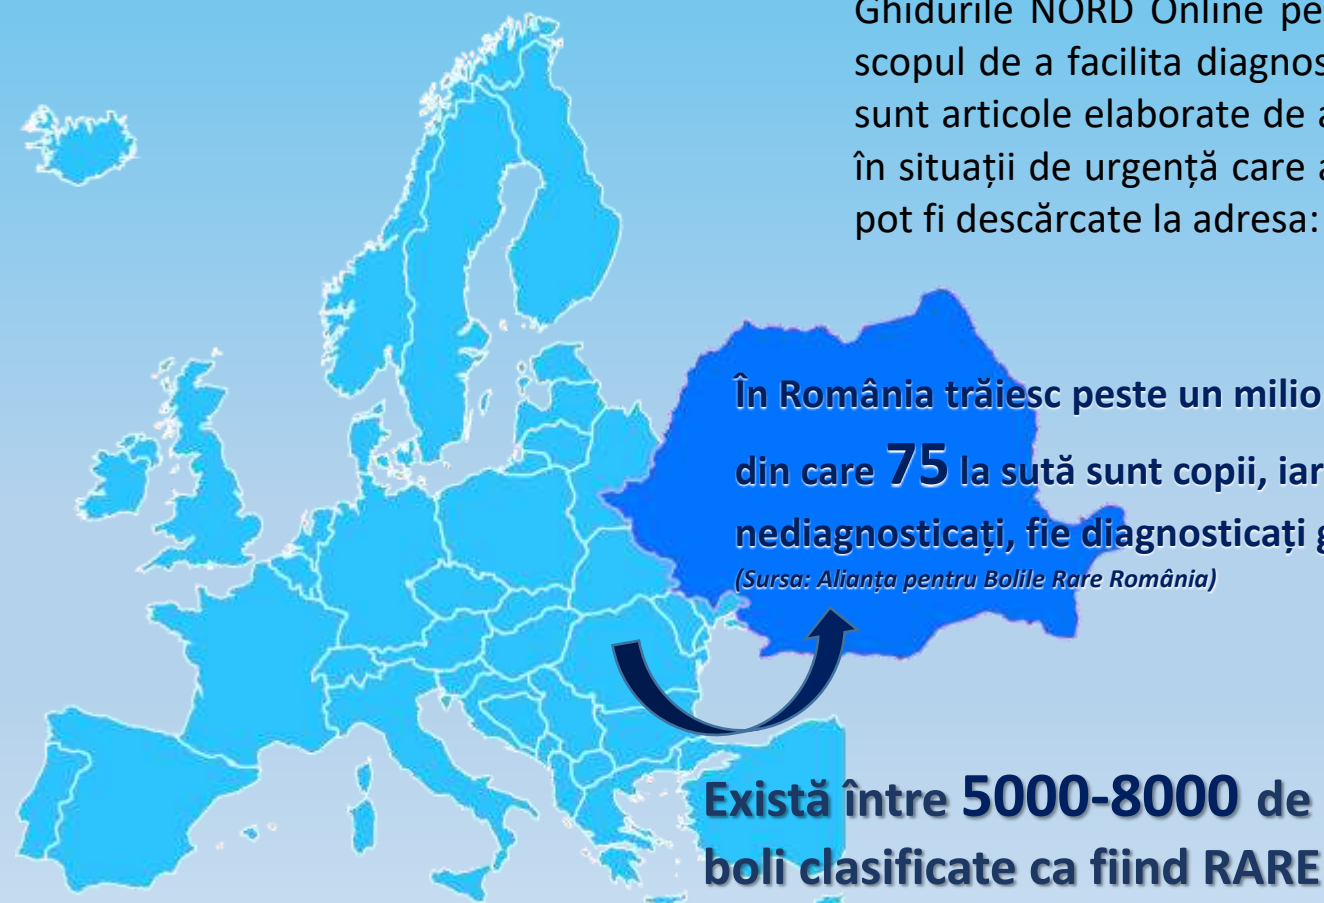 Ghidurile NORD Online pe
scopul de a facilita diagnos
sunt articole elaborate de a
în situații de urgență care a
pot fi descărcate la adresa:
În România trăiesc peste un milio
din care 75 la sută sunt copii, iar
nediagnosticați, fie diagnosticați g
(Sursa: Alianța pentru Bolile Rare România)
Există între 5000-8000 de
boli clasificate ca fiind RARE